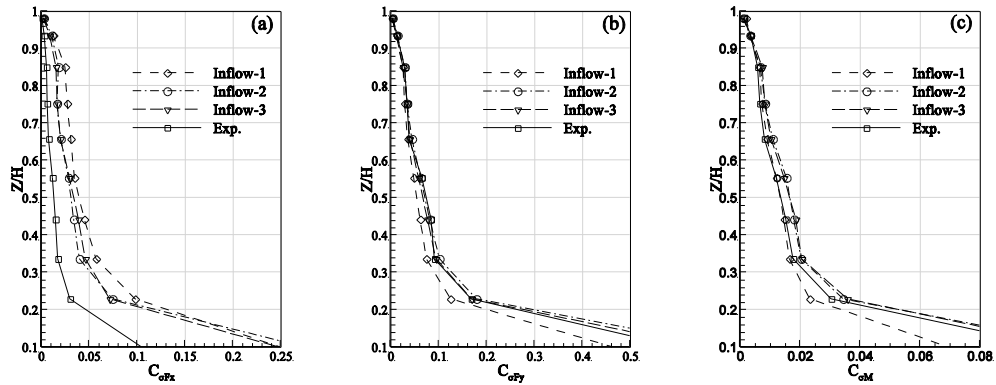 (a)
Z/H
1
0.9
0.8
0.7
0.6
0.5
0.4
0.3
0.2
0.1
Inflow-1
Inflow-2
Inflow-3
Exp.
0 0.05 0.1 0.15 0.2 0.25
CσFx
(b)
Z/H
1
0.9
0.8
0.7
0.6
0.5
0.4
0.3
0.2
0.1
Inflow-1
Inflow-2
Inflow-3
Exp.
0 0.1 0.2 0.3 0.4 0.5
CσFy
(c)
Z/H
1
0.9
0.8
0.7
0.6
0.5
0.4
0.3
0.2
0.1
Inflow-1
Inflow-2
Inflow-3
Exp.
0 0.02 0.04 0.06 0.08
CσM